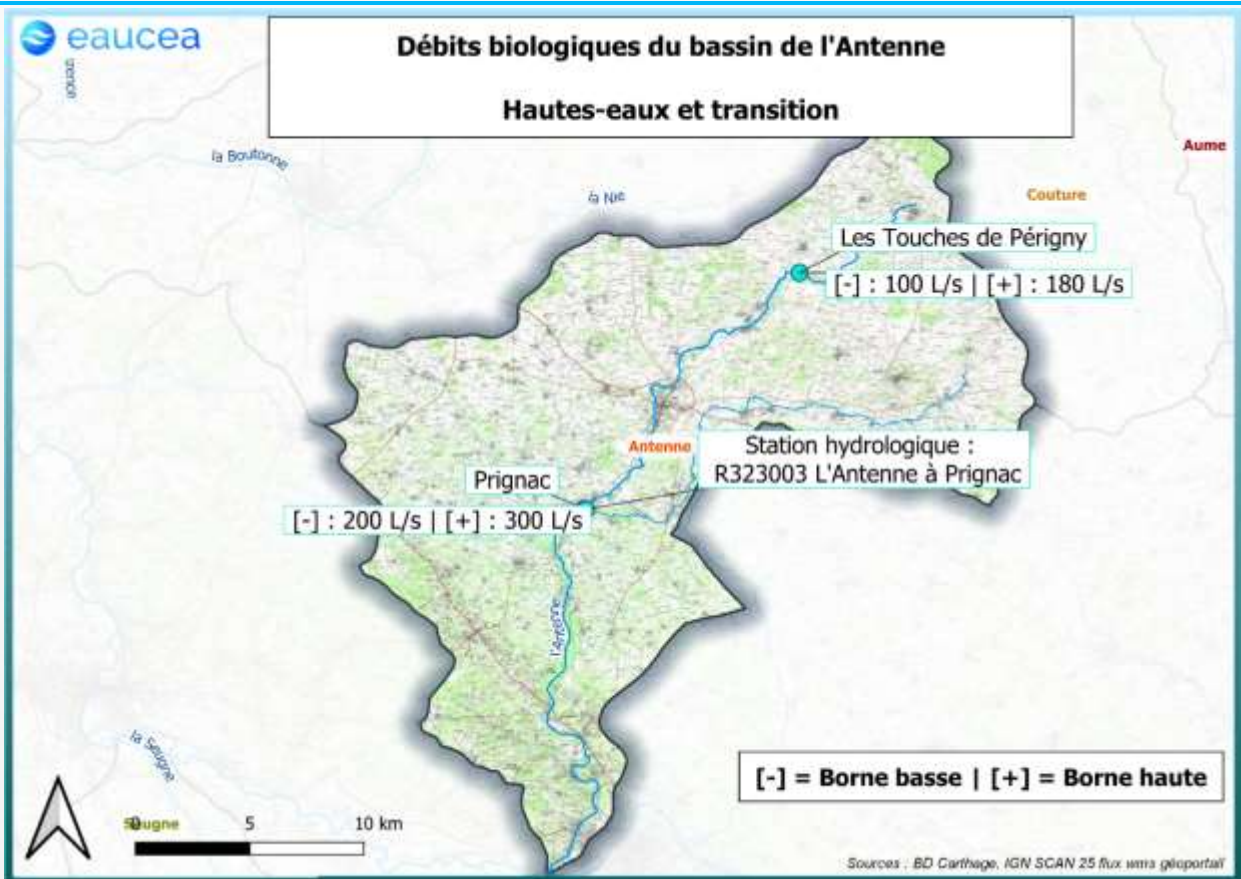 eaucea
Débits biologiques du bassin de l'Antenne
Hautes-eaux et transition
la Boutonne
la Nie
Aume
Couture
Les Touches de Périgny
[-] : 100 L/s | [+] : 180 L/s
Antenne
Station hydrologique :
R323003 L'Antenne à Prignac
Prignac
[-] : 200 L/s | [+] : 300 L/s
l'Antenne
la Seugne
[-] = Borne basse | [+] = Borne haute
Seugne
0 5 10 km
Sources : BD Carthage, IGN SCAN 25 flux wms géoportail